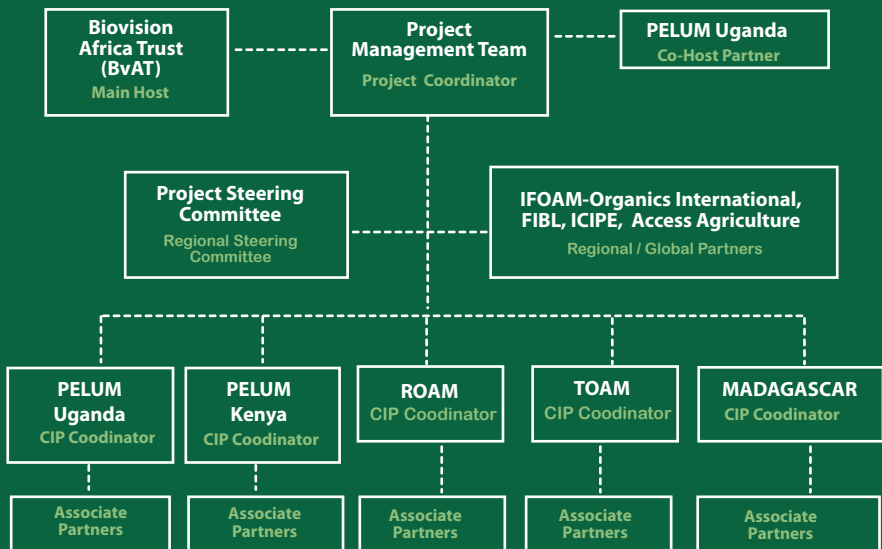 Biovision
Africa Trust
(BvAT)
Main Host
Project
Management Team
Project Coordinator
PELUM Uganda
Co-Host Partner
Project Steering
Committee
Regional Steering
Committee
IFOAM-Organics International,
FIBL, ICIPE, Access Agriculture
Regional / Global Partners
PELUM
Uganda
CIP Coodinator
PELUM
Kenya
CIP Coodinator
ROAM
CIP Coodinator
TOAM
CIP Coodinator
MADAGASCAR
CIP Coodinator
Associate
Partners
Associate
Partners
Associate
Partners
Associate
Partners
Associate
Partners